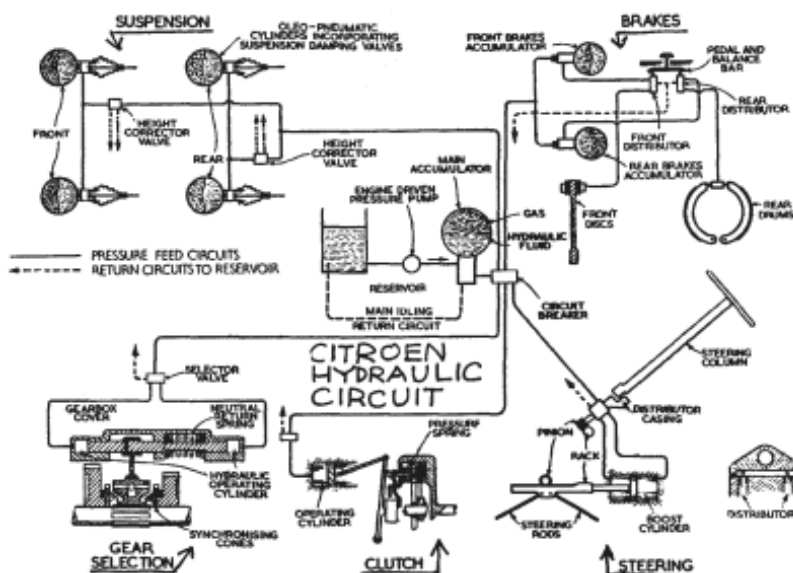 SUSPENSION
OLEO-PNEUMATIC
CYLINDERS INCORPORATING
SUSPENSION DAMPING VALVES
FRONT
HEIGHT
CORRECTOR
VALVE
REAR
HEIGHT
CORRECTOR
VALVE
BRAKES
FRONT BRAKES
ACCUMULATOR
PEDAL AND
BALANCE
BAR
REAR
DISTRIBUTOR
FRONT
DISTRIBUTOR
REAR BRAKES
ACCUMULATOR
FRONT
DISCS
REAR
DRUMS
MAIN
ACCUMULATOR
ENGINE DRIVEN
PRESSURE PUMP
GAS
HYDRAULIC
FLUID
RESERVOIR
MAIN IDLING
RETURN CIRCUIT
CIRCUIT
BREAKER
PRESSURE FEED CIRCUITS
RETURN CIRCUITS TO RESERVOIR
CITROEN
HYDRAULIC
CIRCUIT
SELECTOR
VALVE
GEARBOX
COVER
NEUTRAL
RETURN
SPRING
HYDRAULIC
OPERATING
CYLINDER
SYNCHRONISING
CONES
GEAR
SELECTION
PRESSURE
SPRING
OPERATING
CYLINDER
CLUTCH
STEERING
COLUMN
DISTRIBUTOR
CASING
PINION
RACK
STEERING
RODS
BOOST
CYLINDER
DISTRIBUTOR
STEERING